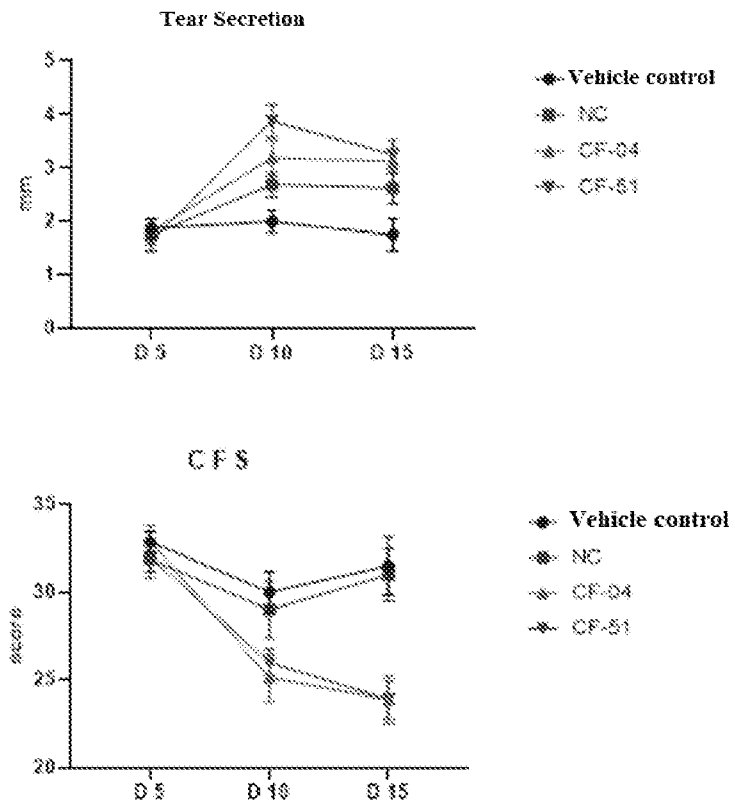 Tear Secretion
5
4
3
2
1
0
mm
D 5
D 10
D 15
Vehicle control
NC
CF-04
CF-51
C F S
35
30
25
20
score
D 5
D 10
D 15
Vehicle control
NC
CF-04
CF-51